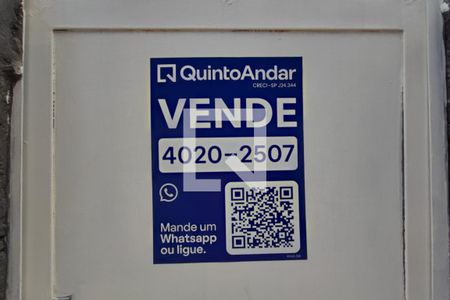 QuintoAndar
CRECI-SP J24.344
VENDE
4020-2507
Mande um
Whatsapp
ou ligue.